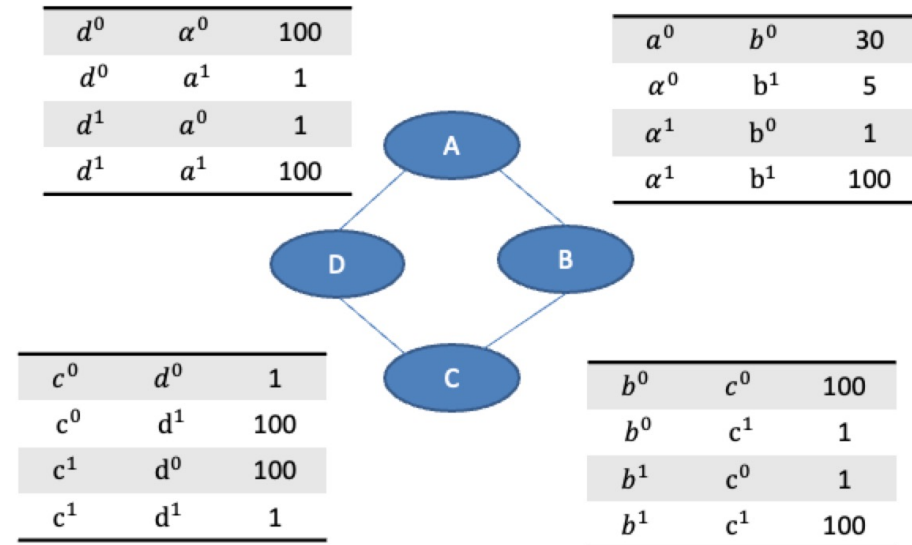 d⁰ α⁰ 100
d⁰ a¹ 1
d¹ a⁰ 1
d¹ a¹ 100
a⁰ b⁰ 30
α⁰ b¹ 5
α¹ b⁰ 1
α¹ b¹ 100
A
D
B
C
c⁰ d⁰ 1
c⁰ d¹ 100
c¹ d⁰ 100
c¹ d¹ 1
b⁰ c⁰ 100
b⁰ c¹ 1
b¹ c⁰ 1
b¹ c¹ 100